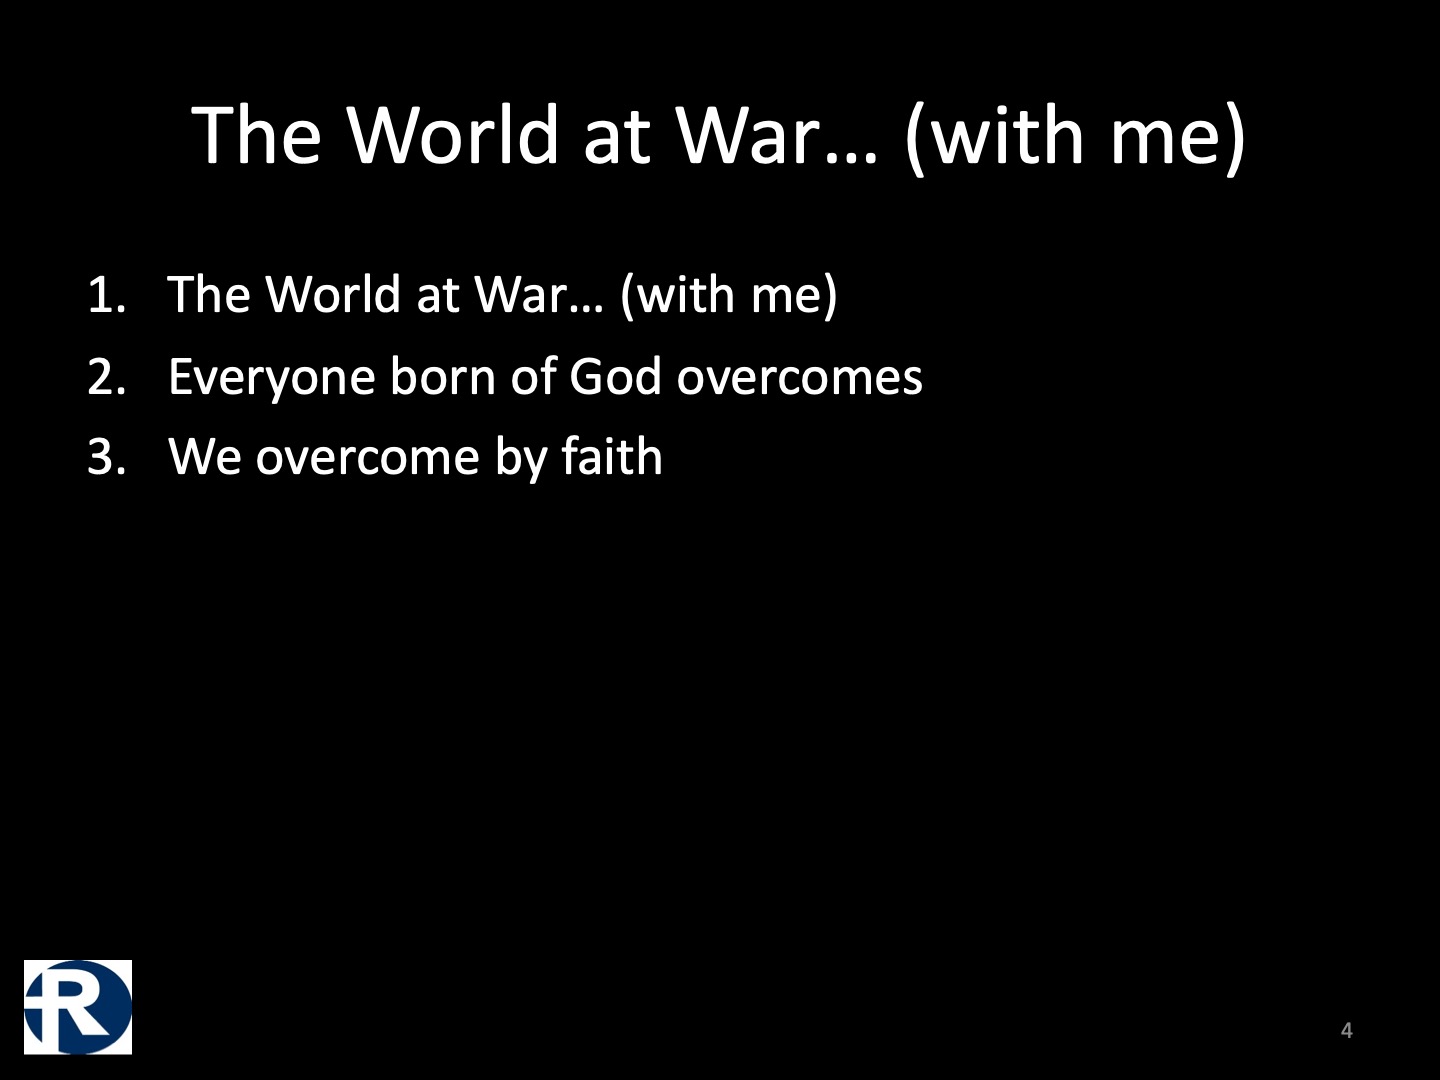 The World at War… (with me)
1. The World at War… (with me)
2. Everyone born of God overcomes
3. We overcome by faith
R
4